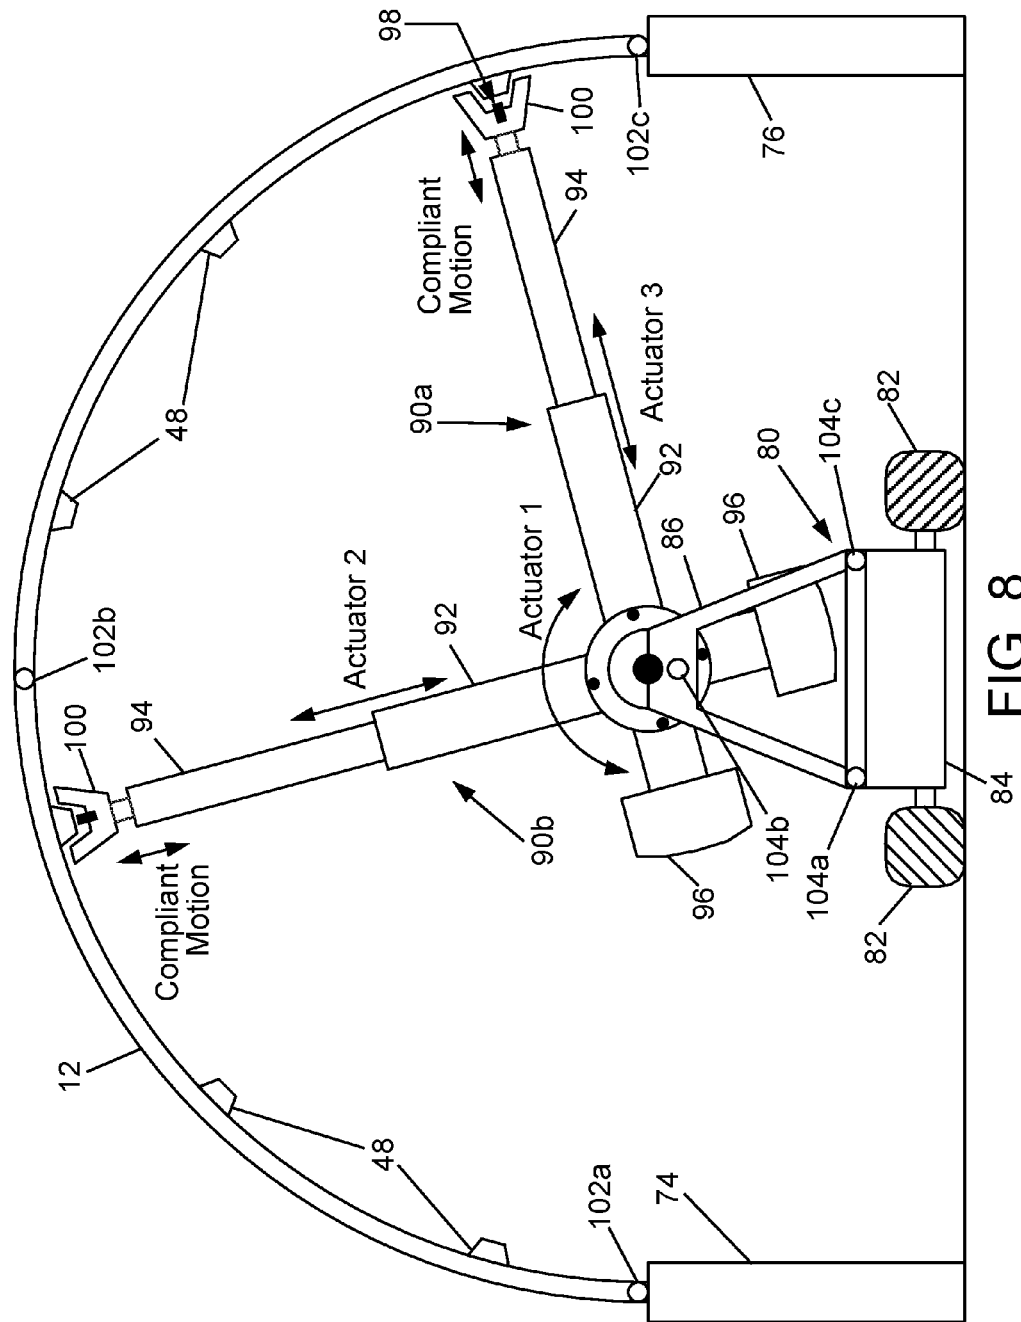 98
102c
100
76
94
Compliant
Motion
48
Actuator 3
90a
82
104c
80
92
96
86
Actuator 1
102b
Actuator 2
92
94
100
90b
96
104b
104a
84
82
Compliant
Motion
12
48
102a
74
FIG. 8